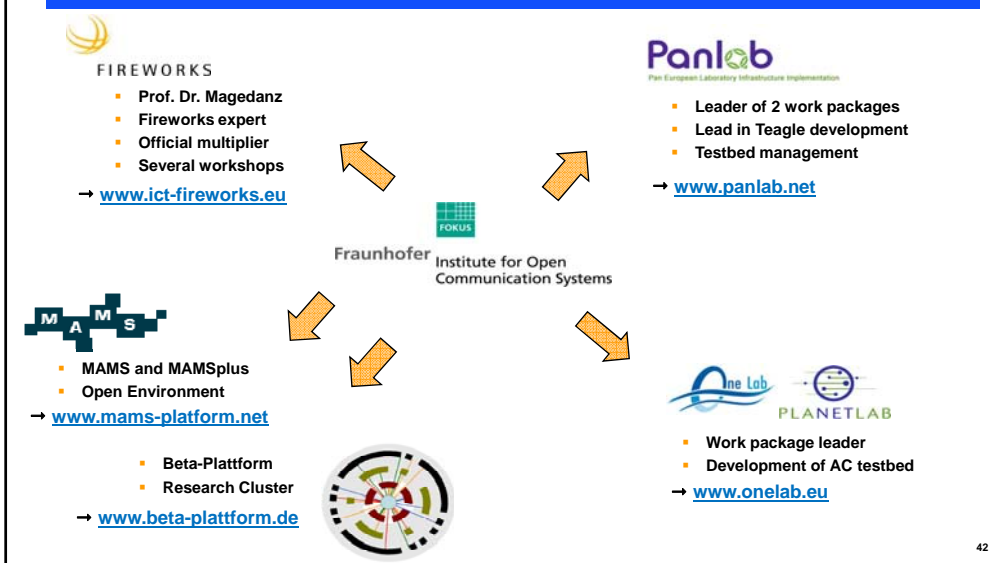 FIREWORKS
Prof. Dr. Magedanz
Fireworks expert
Official multiplier
Several workshops
→ www.ict-fireworks.eu
Panlab
Pan European Laboratory Infrastructure Implementation
Leader of 2 work packages
Lead in Teagle development
Testbed management
→ www.panlab.net
FOKUS
Fraunhofer Institute for Open
Communication Systems
MAMS
MAMS and MAMSplus
Open Environment
→ www.mams-platform.net
Beta-Plattform
Research Cluster
→ www.beta-plattform.de
One Lab
PLANETLAB
Work package leader
Development of AC testbed
→ www.onelab.eu
42